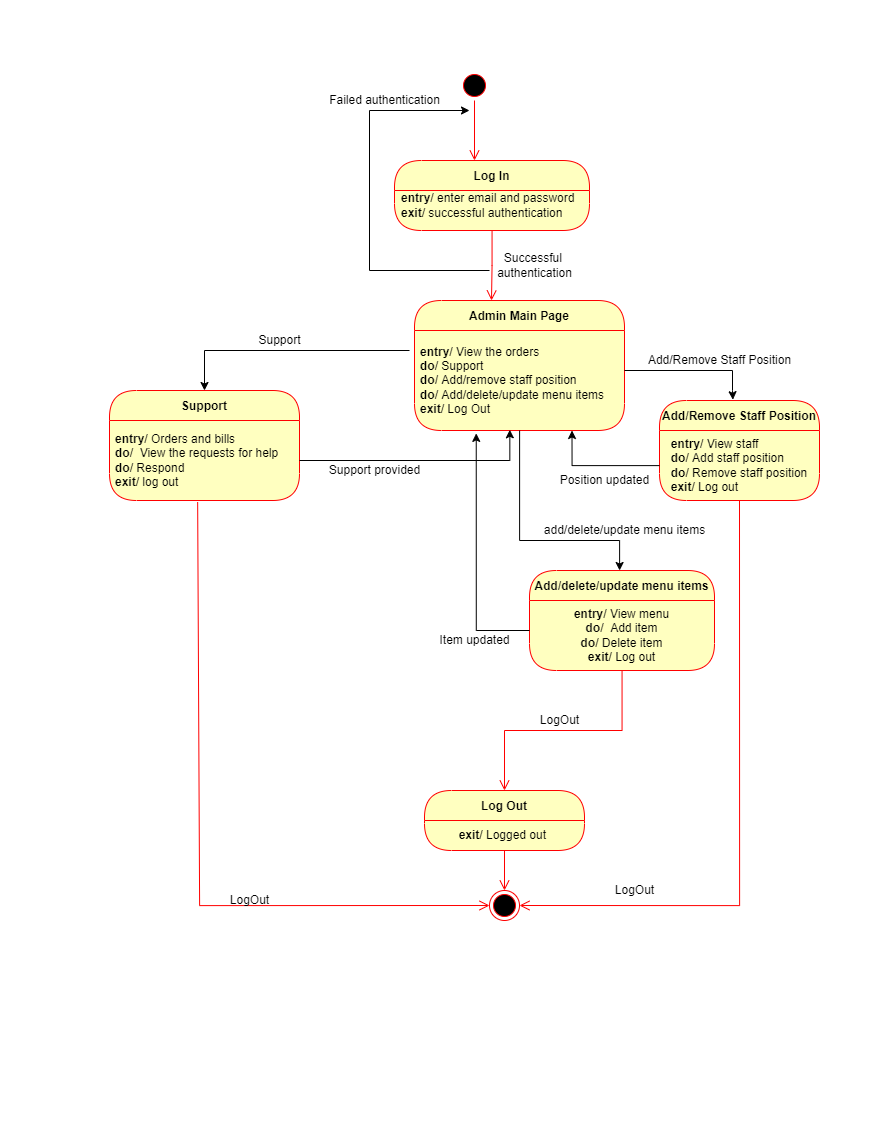 Failed authentication
Log In
entry/ enter email and password
exit/ successful authentication
Successful
authentication
Admin Main Page
entry/ View the orders
do/ Support
do/ Add/remove staff position
do/ Add/delete/update menu items
exit/ Log Out
Support
Add/Remove Staff Position
Support
entry/ Orders and bills
do/  View the requests for help
do/ Respond
exit/ log out
Add/Remove Staff Position
entry/ View staff
do/ Add staff position
do/ Remove staff position
exit/ Log out
Support provided
Position updated
add/delete/update menu items
Add/delete/update menu items
entry/ View menu
do/  Add item
do/ Delete item
exit/ Log out
Item updated
LogOut
Log Out
exit/ Logged out
LogOut
LogOut